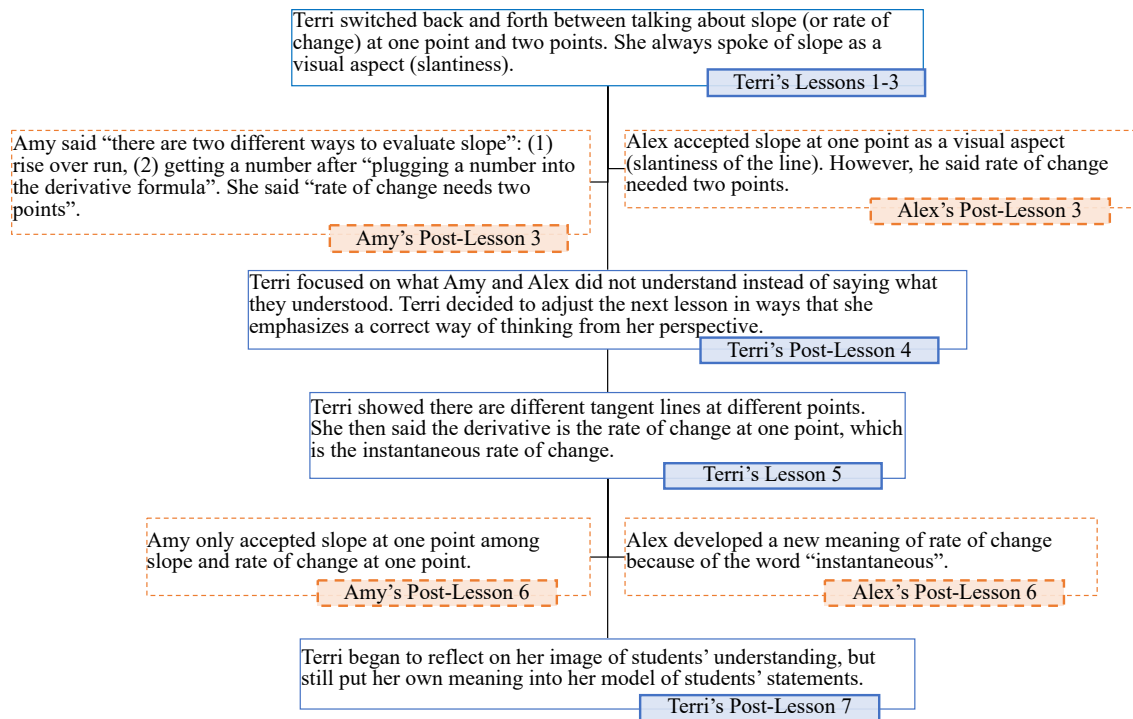 Terri switched back and forth between talking about slope (or rate of
change) at one point and two points. She always spoke of slope as a
visual aspect (slantiness).
Terri’s Lessons 1-3
Amy said “there are two different ways to evaluate slope”: (1)
rise over run, (2) getting a number after “plugging a number into
the derivative formula”. She said “rate of change needs two
points”.
Amy’s Post-Lesson 3
Alex accepted slope at one point as a visual aspect
(slantiness of the line). However, he said rate of change
needed two points.
Alex’s Post-Lesson 3
Terri focused on what Amy and Alex did not understand instead of saying what
they understood. Terri decided to adjust the next lesson in ways that she
emphasizes a correct way of thinking from her perspective.
Terri’s Post-Lesson 4
Terri showed there are different tangent lines at different points.
She then said the derivative is the rate of change at one point, which
is the instantaneous rate of change.
Terri’s Lesson 5
Amy only accepted slope at one point among
slope and rate of change at one point.
Amy’s Post-Lesson 6
Alex developed a new meaning of rate of change
because of the word “instantaneous”.
Alex’s Post-Lesson 6
Terri began to reflect on her image of students’ understanding, but
still put her own meaning into her model of students’ statements.
Terri’s Post-Lesson 7